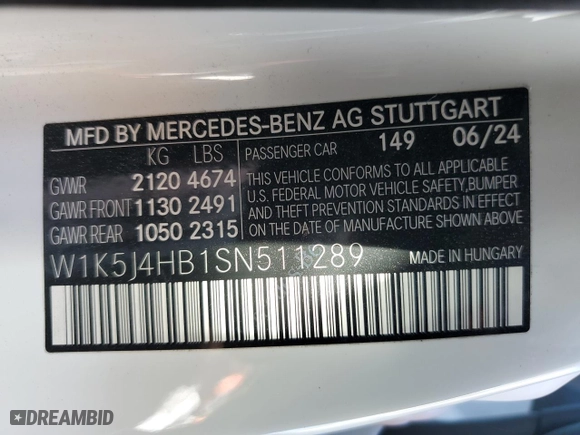 MFD BY MERCEDES-BENZ AG STUTTGART
KG LBS PASSENGER CAR 149 06/24
GVWR 2120 4674
GAWR FRONT 1130 2491
GAWR REAR 1050 2315
THIS VEHICLE CONFORMS TO ALL APPLICABLE
U.S. FEDERAL MOTOR VEHICLE SAFETY, BUMPER
AND THEFT PREVENTION STANDARDS IN EFFECT
ON THE DATE OF MANUFACTURE SHOWN ABOVE.
W1K5J4HB1SN511289 MADE IN HUNGARY
DREAMBID